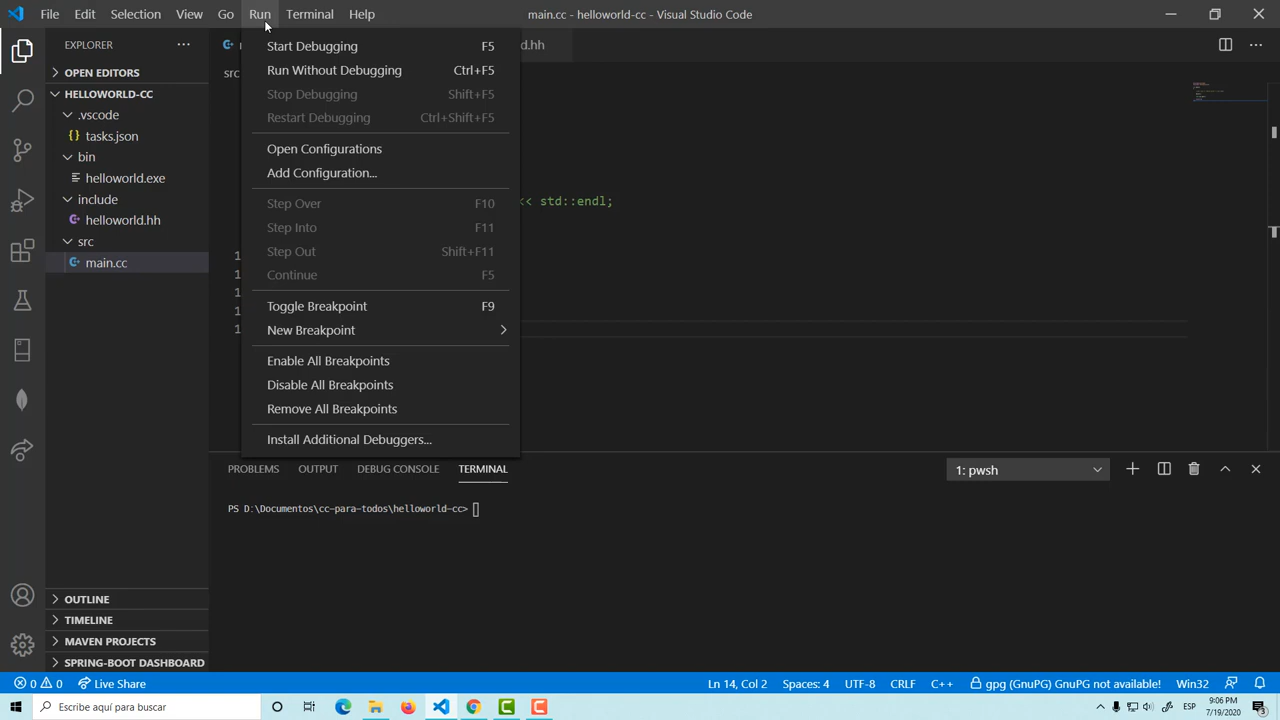 File Edit Selection View Go Run Terminal Help main.cc - helloworld-cc - Visual Studio Code
EXPLORER
d.hh
OPEN EDITORS
HELLOWORLD-CC
.vscode
tasks.json
bin
helloworld.exe
include
helloworld.hh
src
main.cc
OUTLINE
TIMELINE
MAVEN PROJECTS
SPRING-BOOT DASHBOARD
src
Start Debugging F5
Run Without Debugging Ctrl+F5
Stop Debugging Shift+F5
Restart Debugging Ctrl+Shift+F5
Open Configurations
Add Configuration...
Step Over F10
Step Into F11
Step Out Shift+F11
Continue F5
Toggle Breakpoint F9
New Breakpoint
Enable All Breakpoints
Disable All Breakpoints
Remove All Breakpoints
Install Additional Debuggers...
<< std::endl;
1
1
1
1
1
PROBLEMS OUTPUT DEBUG CONSOLE TERMINAL 1: pwsh
PS D:\Documentos\cc-para-todos\helloworld-cc>
0 0 Live Share Ln 14, Col 2 Spaces: 4 UTF-8 CRLF C++ gpg (GnuPG) GnuPG not available! Win32
Escribe aquí para buscar ESP 9:06 PM
7/19/2020 3